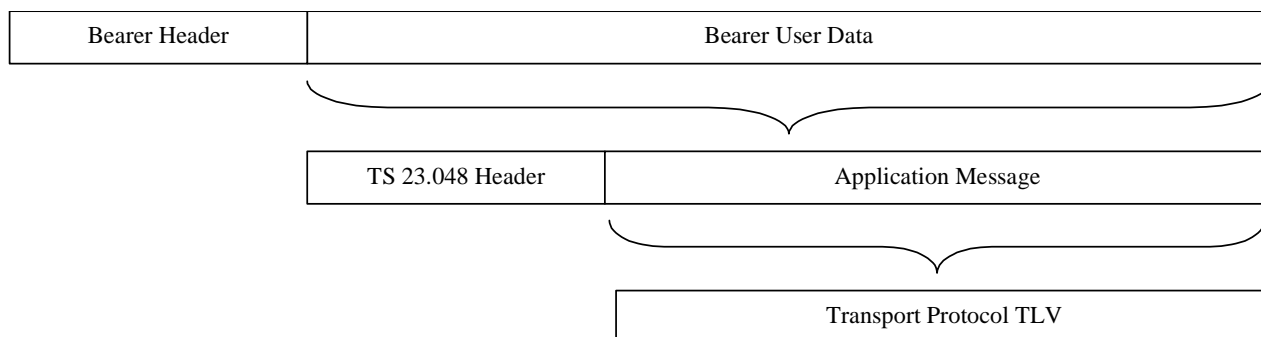 Bearer Header
Bearer User Data
TS 23.048 Header
Application Message
Transport Protocol TLV